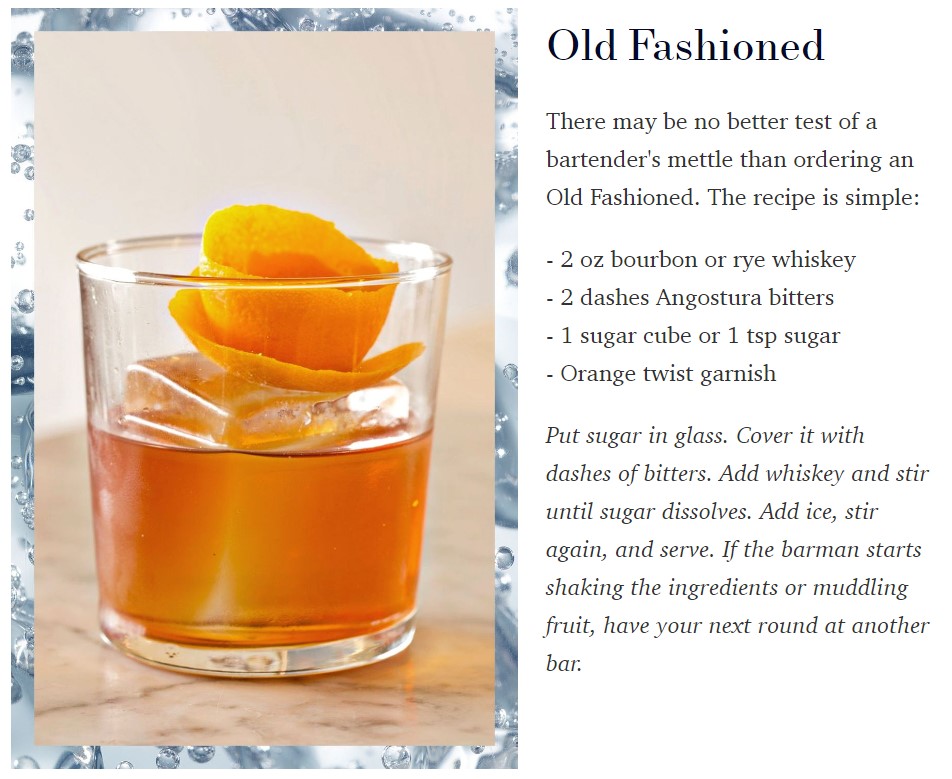 Old Fashioned
There may be no better test of a
bartender's mettle than ordering an
Old Fashioned. The recipe is simple:
- 2 oz bourbon or rye whiskey
- 2 dashes Angostura bitters
- 1 sugar cube or 1 tsp sugar
- Orange twist garnish
Put sugar in glass. Cover it with
dashes of bitters. Add whiskey and stir
until sugar dissolves. Add ice, stir
again, and serve. If the barman starts
shaking the ingredients or muddling
fruit, have your next round at another
bar.